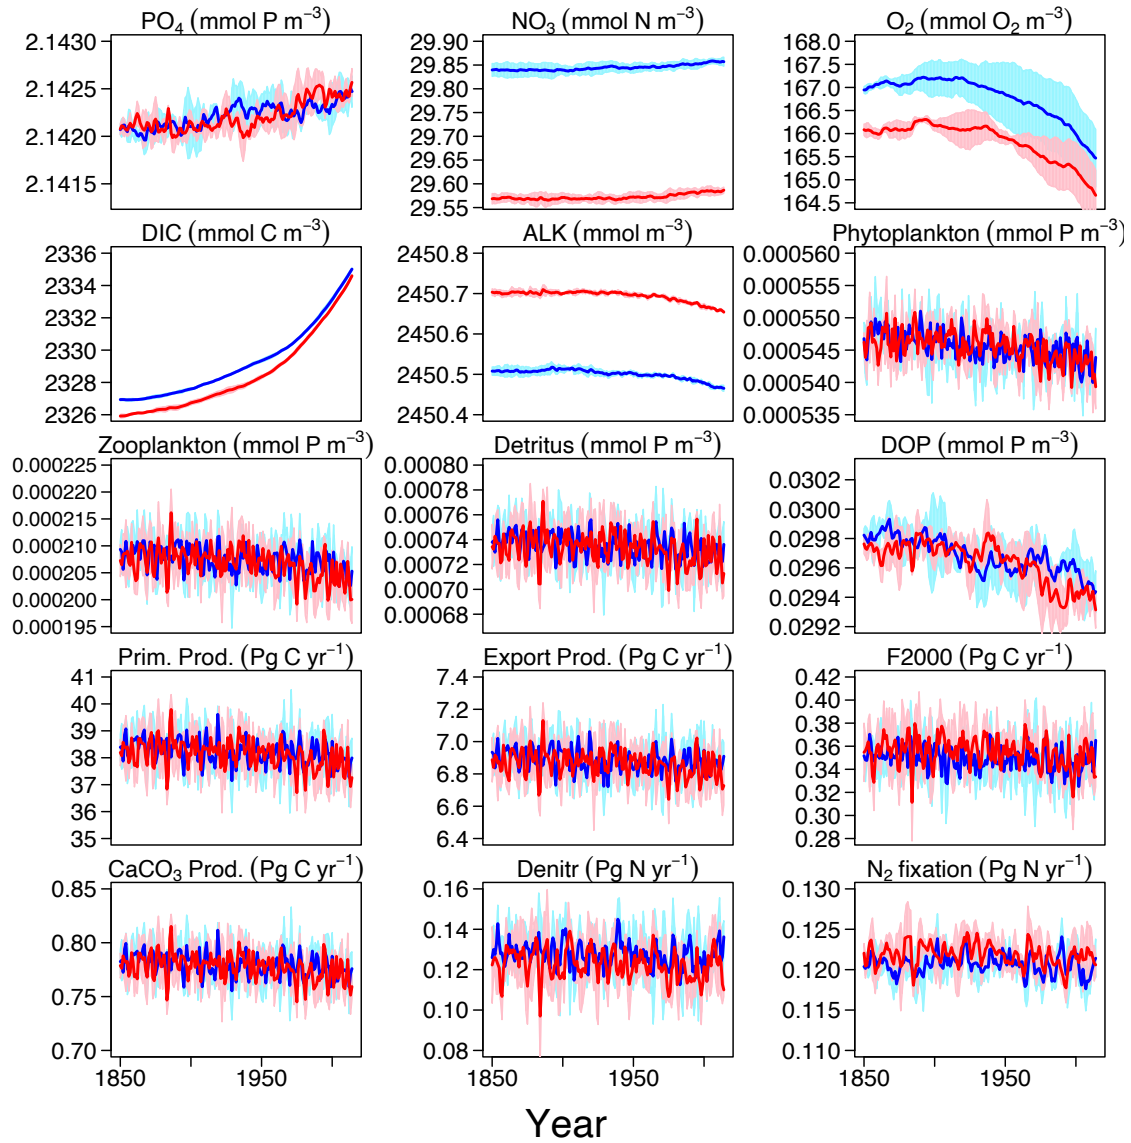 PO₄ (mmol P m⁻³) NO₃ (mmol N m⁻³) O₂ (mmol O₂ m⁻³)
2.1430 29.90 168.0
2.1425 29.85 167.5
2.1420 29.80 167.0
2.1415 29.75 166.5
29.70 166.0
29.65 165.5
29.60 165.0
29.55 164.5
DIC (mmol C m⁻³) ALK (mmol m⁻³) Phytoplankton (mmol P m⁻³)
2336 2450.8 0.000560
2334 2450.7 0.000555
2332 2450.6 0.000550
2330 2450.5 0.000545
2328 2450.4 0.000540
2326 0.000535
Zooplankton (mmol P m⁻³) Detritus (mmol P m⁻³) DOP (mmol P m⁻³)
0.000225 0.00080 0.0302
0.000220 0.00078 0.0300
0.000215 0.00076 0.0298
0.000210 0.00074 0.0296
0.000205 0.00072 0.0294
0.000200 0.00070 0.0292
0.000195 0.00068
Prim. Prod. (Pg C yr⁻¹) Export Prod. (Pg C yr⁻¹) F2000 (Pg C yr⁻¹)
41 7.4 0.42
40 7.2 0.40
39 7.0 0.38
38 6.8 0.36
37 6.6 0.34
36 6.4 0.32
35 0.30
0.28
CaCO₃ Prod. (Pg C yr⁻¹) Denitr (Pg N yr⁻¹) N₂ fixation (Pg N yr⁻¹)
0.85 0.16 0.130
0.80 0.14 0.125
0.75 0.12 0.120
0.70 0.10 0.115
0.08 0.110
1850 1950 1850 1950 1850 1950
Year